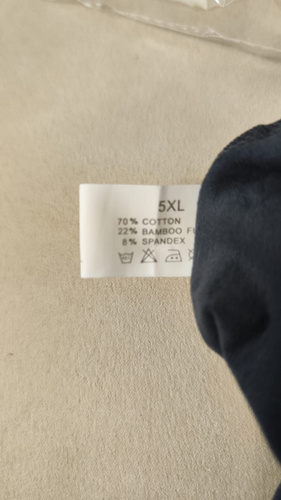 5XL
70% COTTON
22% BAMBOO
8% SPANDEX